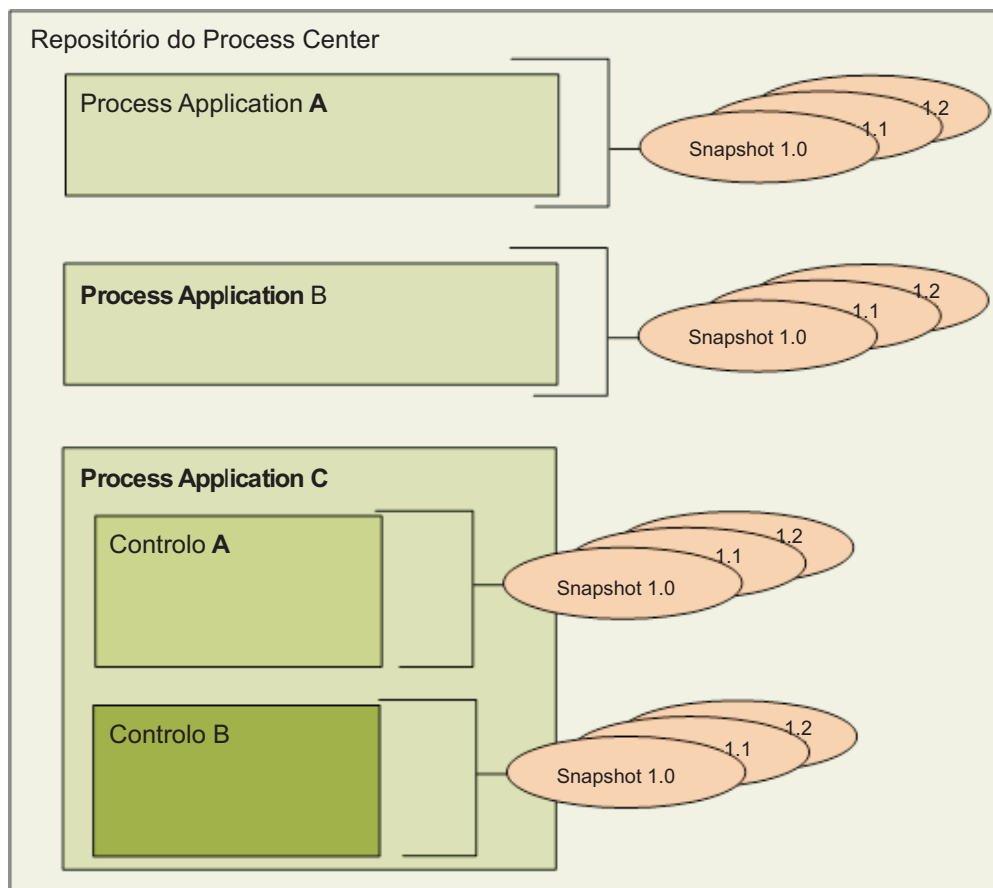 Repositório do Process Center
Process Application A
1.2
1.1
Snapshot 1.0
Process Application B
1.2
1.1
Snapshot 1.0
Process Application C
Controlo A
1.2
1.1
Snapshot 1.0
Controlo B
1.2
1.1
Snapshot 1.0